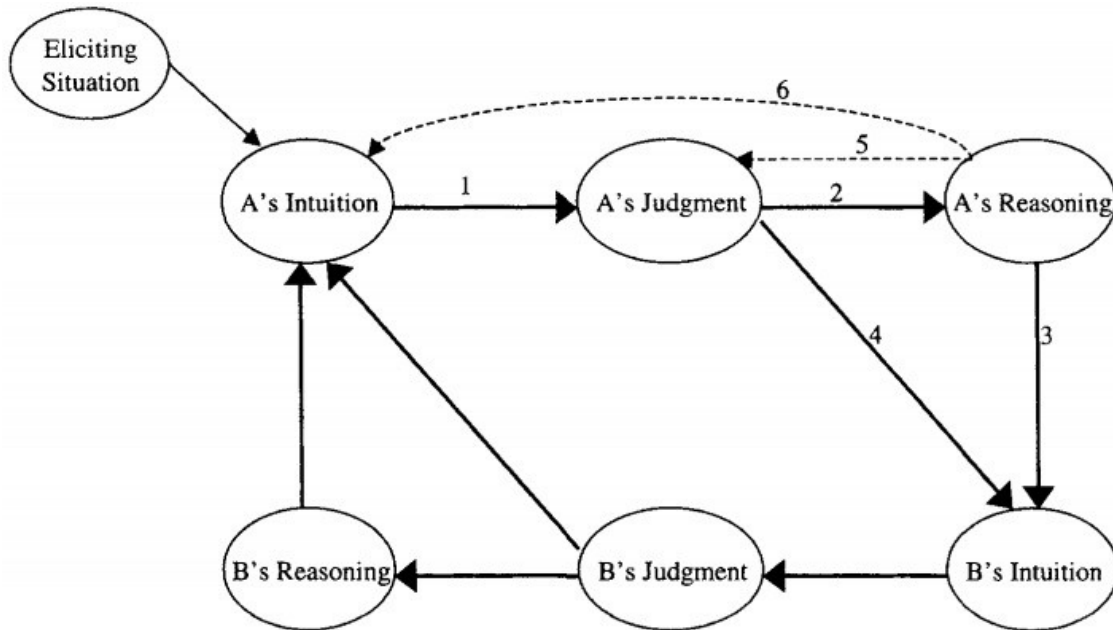 Eliciting
Situation
6
5
A's Intuition
1
A's Judgment
2
A's Reasoning
4
3
B's Reasoning
B's Judgment
B's Intuition